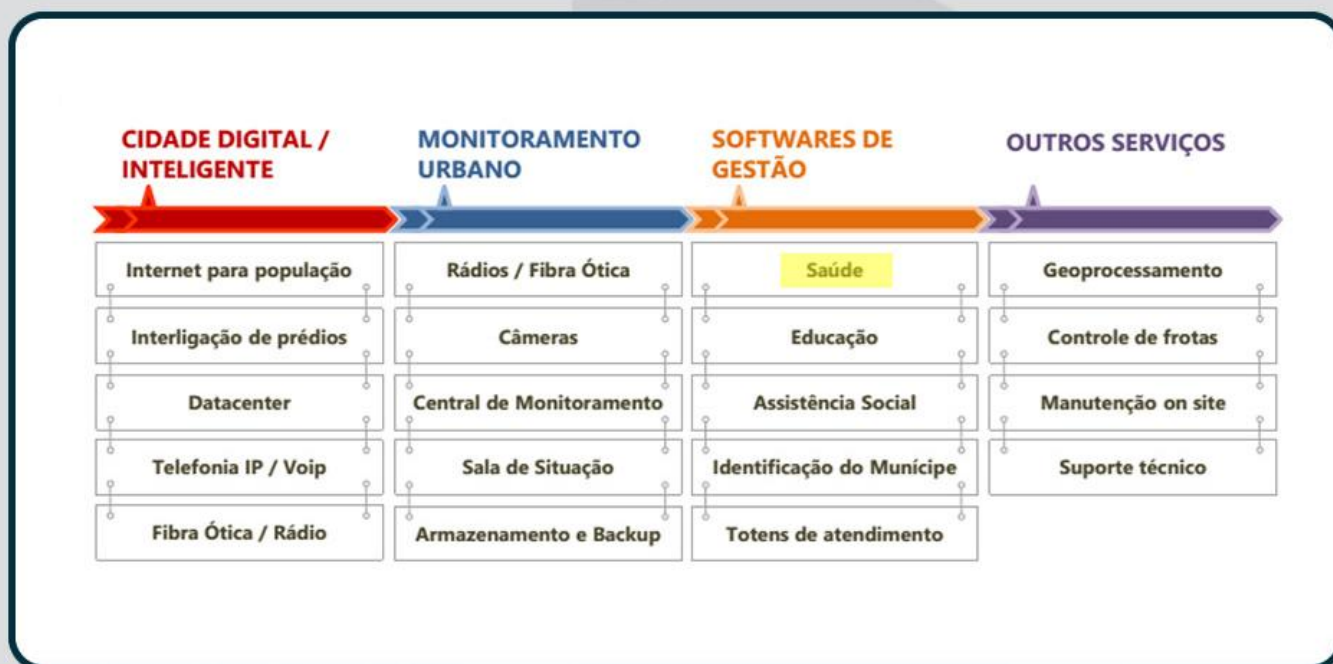 CIDADE DIGITAL /
INTELIGENTE
Internet para população
Interligação de prédios
Datacenter
Telefonia IP / Voip
Fibra Ótica / Rádio
MONITORAMENTO
URBANO
Rádios / Fibra Ótica
Câmeras
Central de Monitoramento
Sala de Situação
Armazenamento e Backup
SOFTWARES DE
GESTÃO
Saúde
Educação
Assistência Social
Identificação do Munícipe
Totens de atendimento
OUTROS SERVIÇOS
Geoprocessamento
Controle de frotas
Manutenção on site
Suporte técnico